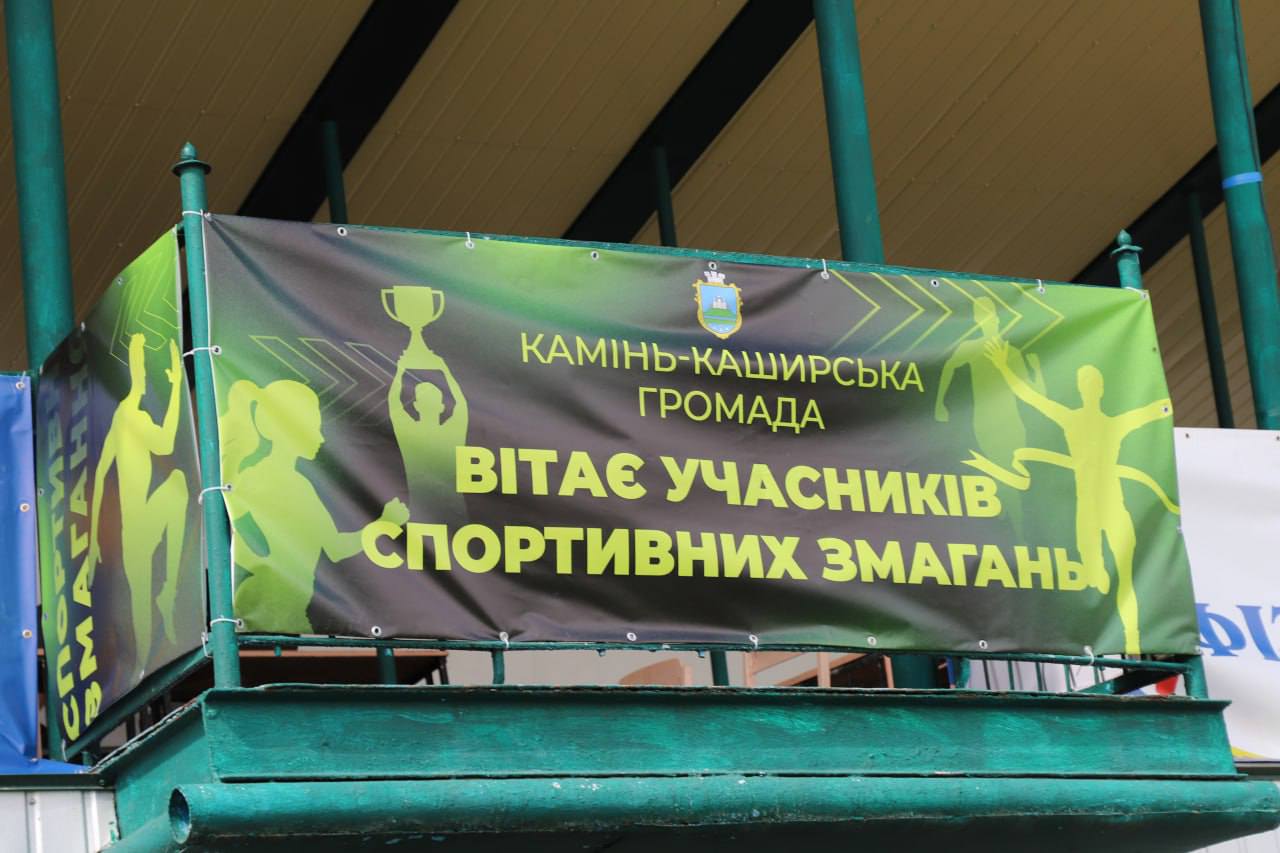 КАМІНЬ-КАШИРСЬКА
ГРОМАДА
ВІТАЄ УЧАСНИКІВ
СПОРТИВНИХ ЗМАГАНЬ